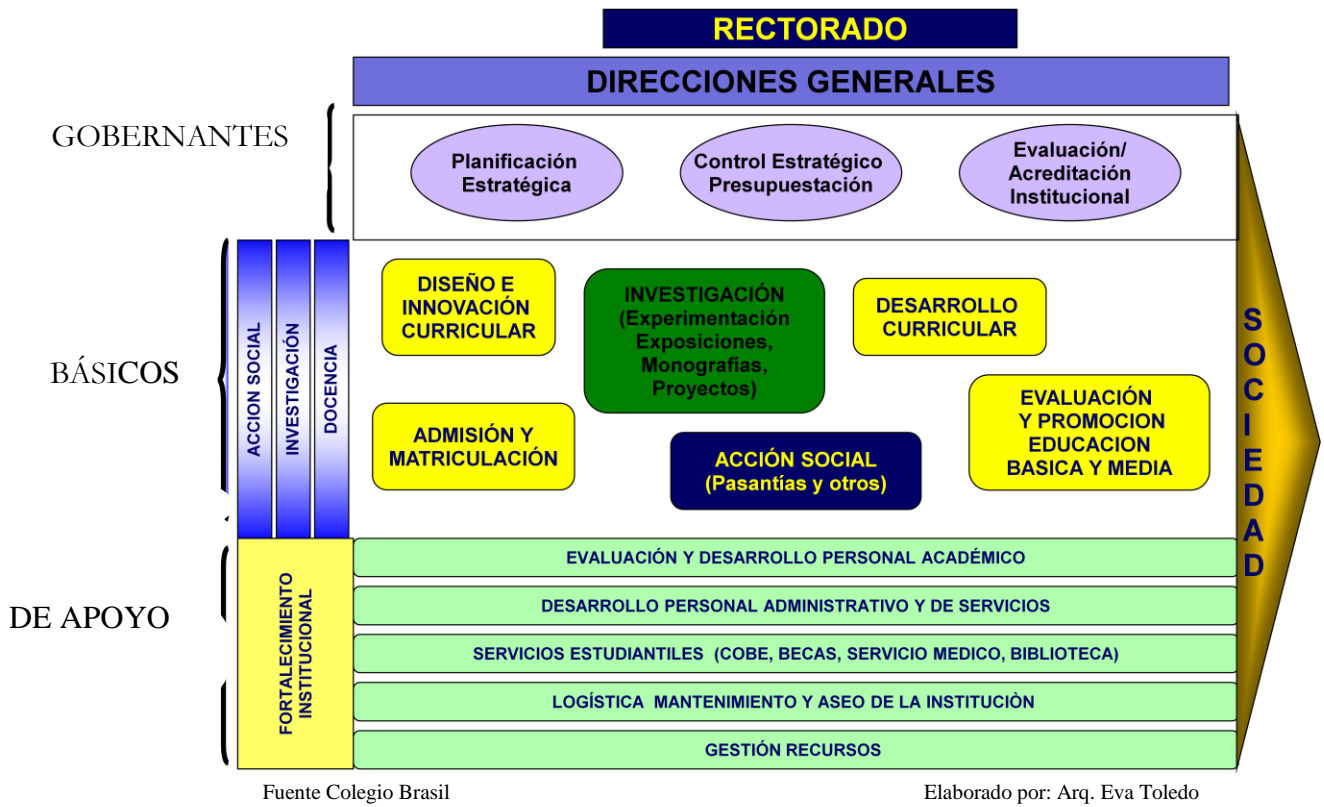 RECTORADO
DIRECCIONES GENERALES
GOBERNANTES
Planificación
Estratégica
Control Estratégico
Presupuestación
Evaluación/
Acreditación
Institucional
BÁSICOS
ACCION SOCIAL
INVESTIGACIÓN
DOCENCIA
DISEÑO E
INNOVACIÓN
CURRICULAR
INVESTIGACIÓN
(Experimentación
Exposiciones,
Monografías,
Proyectos)
DESARROLLO
CURRICULAR
ADMISIÓN Y
MATRICULACIÓN
ACCIÓN SOCIAL
(Pasantías y otros)
EVALUACIÓN
Y PROMOCION
EDUCACION
BASICA Y MEDIA
SOCIEDAD
DE APOYO
FORTALECIMIENTO
INSTITUCIONAL
EVALUACIÓN Y DESARROLLO PERSONAL ACADÉMICO
DESARROLLO PERSONAL ADMINISTRATIVO Y DE SERVICIOS
SERVICIOS ESTUDIANTILES (COBE, BECAS, SERVICIO MEDICO, BIBLIOTECA)
LOGÍSTICA MANTENIMIENTO Y ASEO DE LA INSTITUCIÒN
GESTIÓN RECURSOS
Fuente Colegio Brasil
Elaborado por: Arq. Eva Toledo